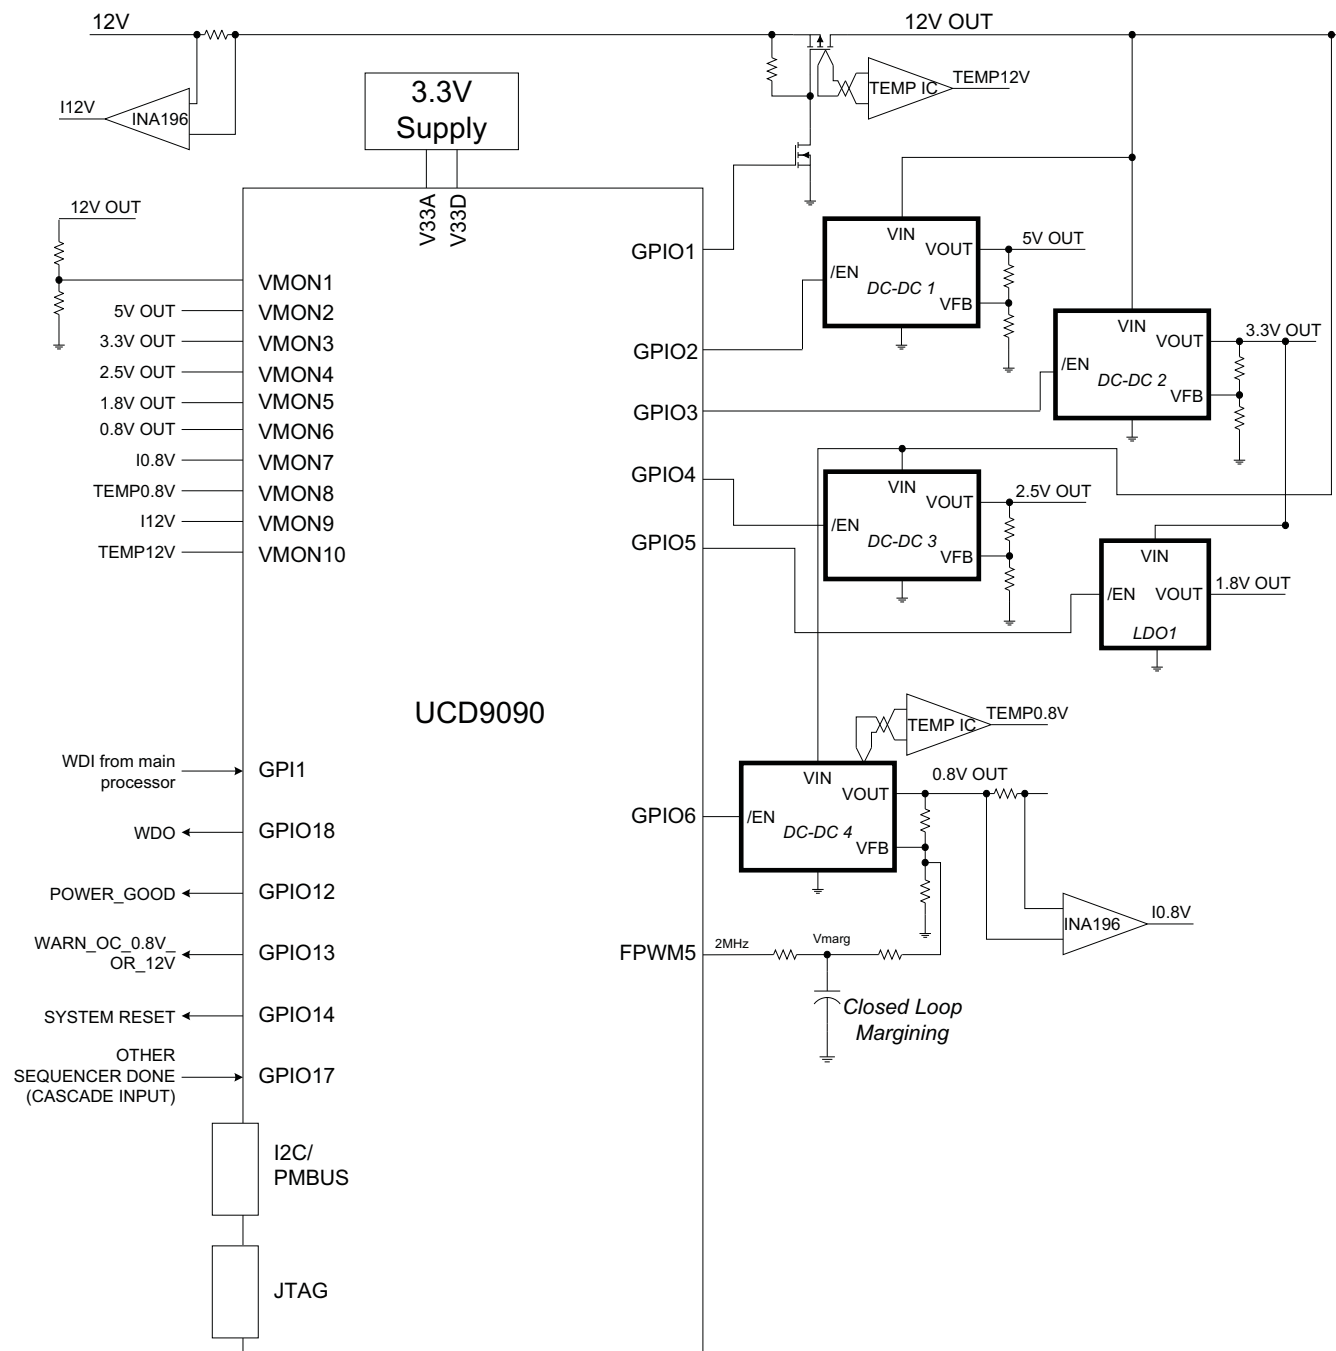 12V
12V OUT
3.3V
Supply
TEMP IC
TEMP12V
I12V
INA196
V33A
V33D
12V OUT
GPIO1
VIN
VOUT
5V OUT
/EN
DC-DC 1
VFB
VMON1
5V OUT
VMON2
3.3V OUT
VMON3
2.5V OUT
VMON4
1.8V OUT
VMON5
0.8V OUT
VMON6
I0.8V
VMON7
TEMP0.8V
VMON8
I12V
VMON9
TEMP12V
VMON10
GPIO2
VIN
VOUT
3.3V OUT
/EN
DC-DC 2
VFB
GPIO3
GPIO4
VIN
VOUT
2.5V OUT
/EN
DC-DC 3
VFB
GPIO5
VIN
/EN
VOUT
1.8V OUT
LDO1
UCD9090
TEMP IC
TEMP0.8V
WDI from main
processor
GPI1
VIN
VOUT
0.8V OUT
GPIO6
/EN
DC-DC 4
VFB
WDO
GPIO18
POWER_GOOD
GPIO12
INA196
I0.8V
WARN_OC_0.8V_
OR_12V
GPIO13
FPWM5
2MHz
Vmarg
Closed Loop
Margining
SYSTEM RESET
GPIO14
OTHER
SEQUENCER DONE
(CASCADE INPUT)
GPIO17
I2C/
PMBUS
JTAG